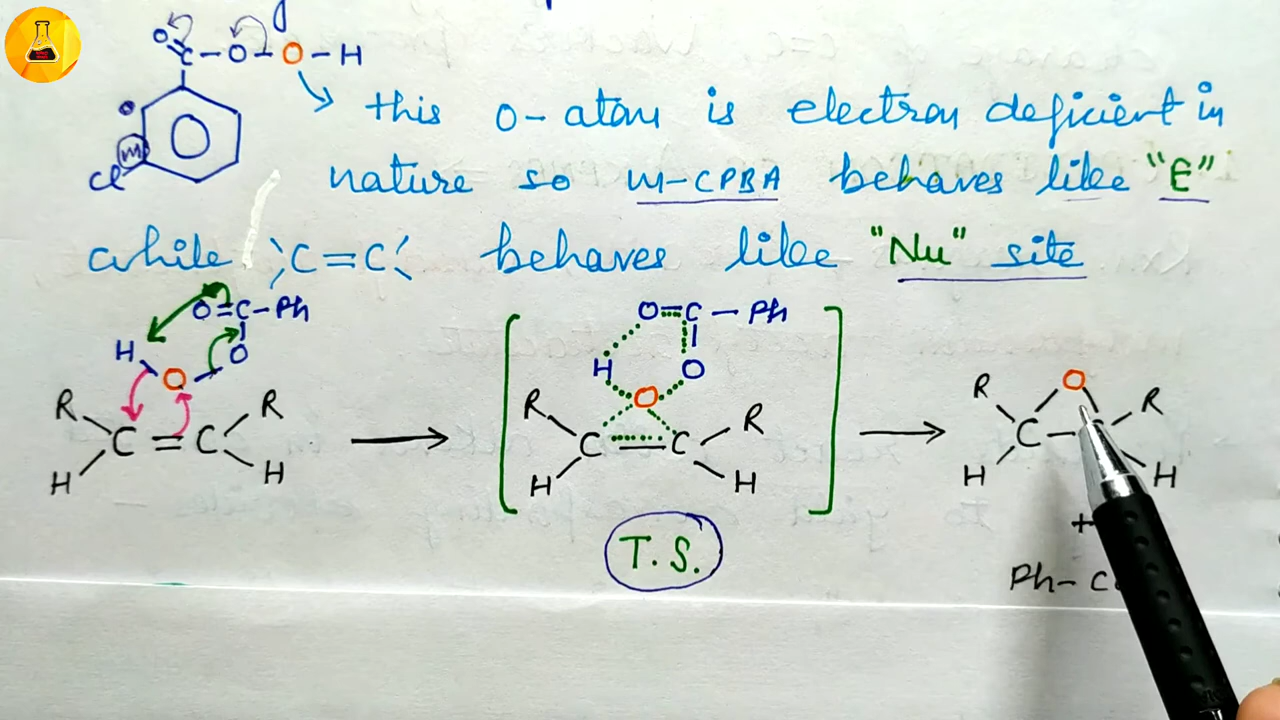 O=C-O-O-H
m
Cl
this O-atom is electron deficient in
nature so m-CPBA behaves like "E"
while >C=C< behaves like "Nu" site
O=C-Ph
H O O
R C=C R
H H
O=C-Ph
H O O
R C=C R
H H
T.S.
O
R C-C R
H H
+
Ph-C